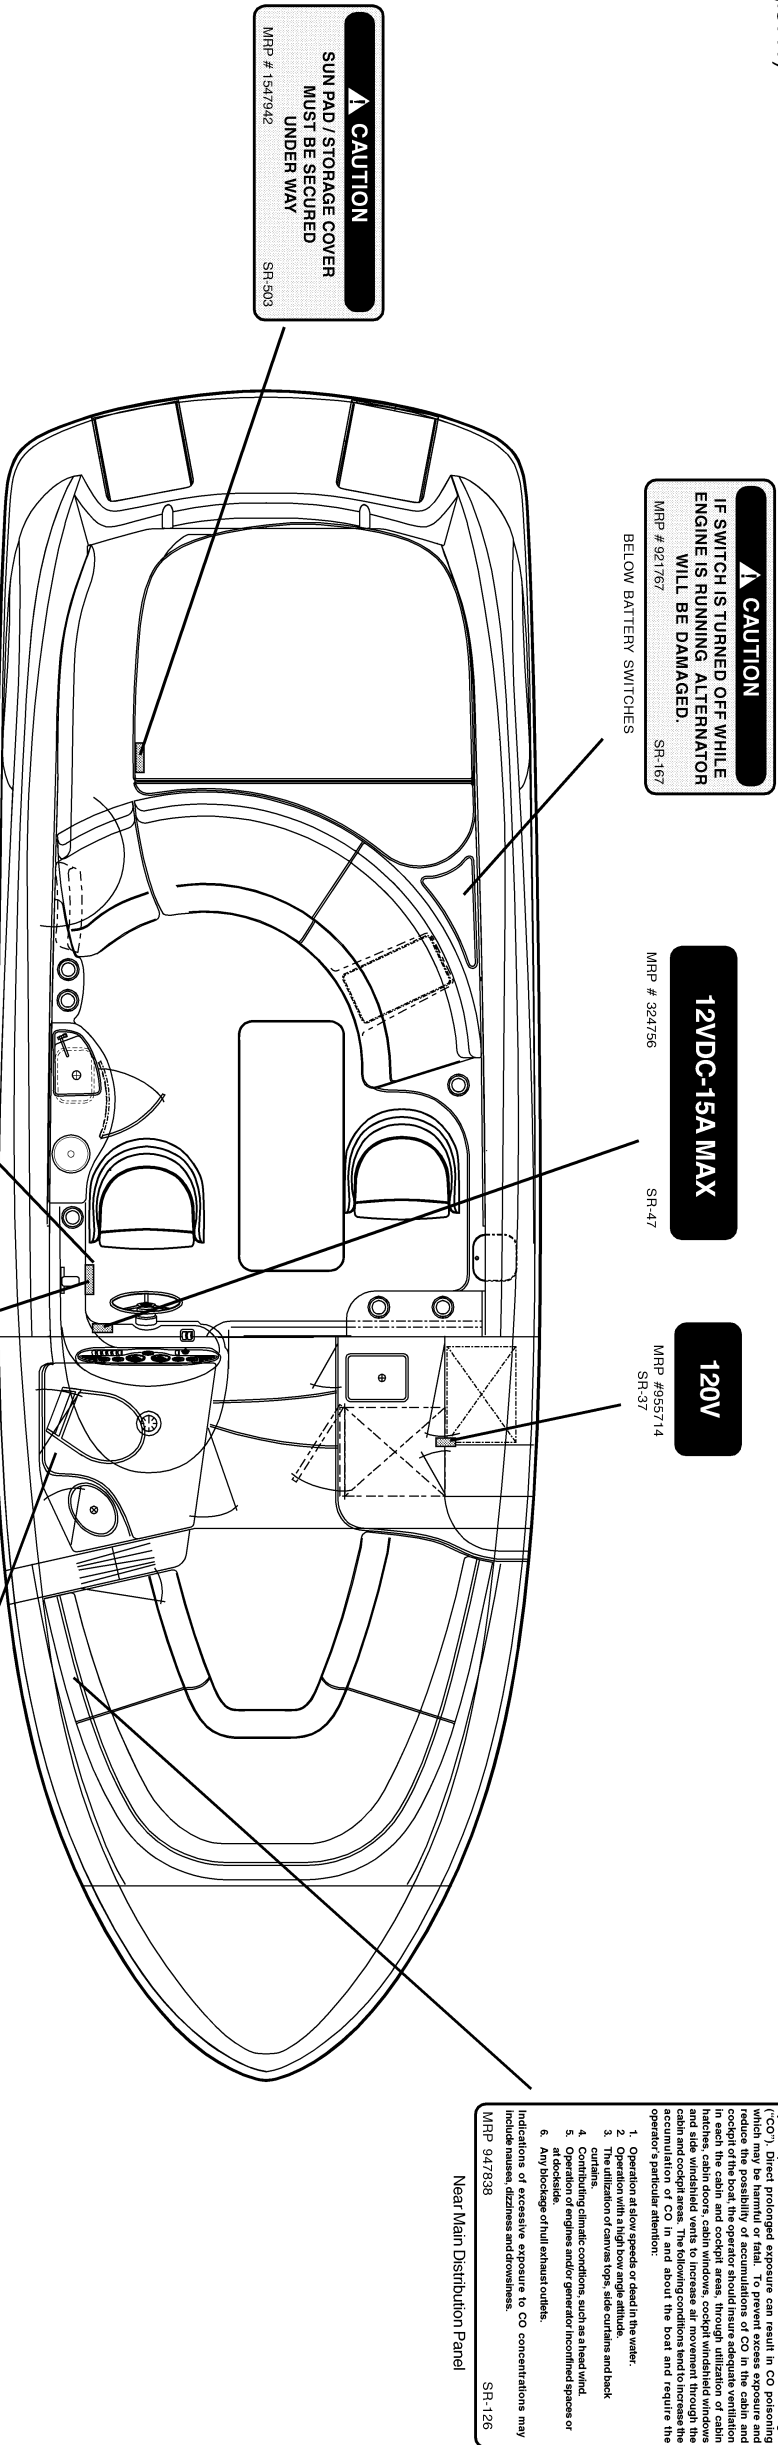 ⚠ CAUTION
SUN PAD / STORAGE COVER
MUST BE SECURED
UNDER WAY
MRP # 1547942 SR-503
⚠ CAUTION
IF SWITCH IS TURNED OFF WHILE
ENGINE IS RUNNING ALTERNATOR
WILL BE DAMAGED.
MRP # 921767 SR-167
BELOW BATTERY SWITCHES
12VDC-15A MAX
MRP # 324756 SR-47
120V
MRP #955714
SR-37
("CO"). Direct prolonged exposure can result in CO poisoning
which may be harmful or fatal. To prevent excess exposure and
reduce the possibility of accumulations of CO in the cabin and
cockpit of the boat, the operator should insure adequate ventilation
in each the cabin and cockpit areas, through utilization of cabin
hatches, cabin doors, cabin windows, cockpit windshield windows
and side windshield vents to increase air movement through the
cabin and cockpit areas. The following conditions tend to increase the
accumulation of CO in and about the boat and require the
operator's particular attention:
1. Operation at slow speeds or dead in the water.
2. Operation with a high bow angle attitude.
3. The utilization of canvas tops, side curtains and back
curtains.
4. Contributing climatic condtions, such as a head wind.
5. Operation of engines and/or generator in confined spaces or
at dockside.
6. Any blockage of hull exhaust outlets.
Indications of excessive exposure to CO concentrations may
include nausea, dizziness and drowsiness.
MRP 947838 SR-126
Near Main Distribution Panel